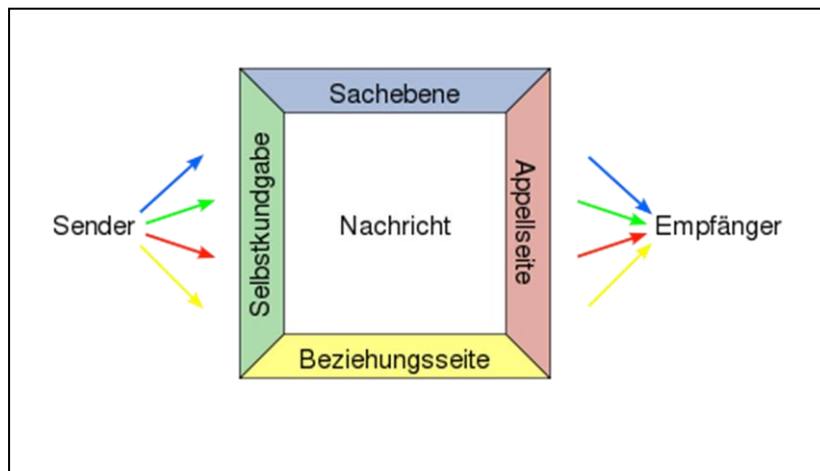 Sachebene
Sender
Selbstkundgabe
Nachricht
Appellseite
Empfänger
Beziehungsseite